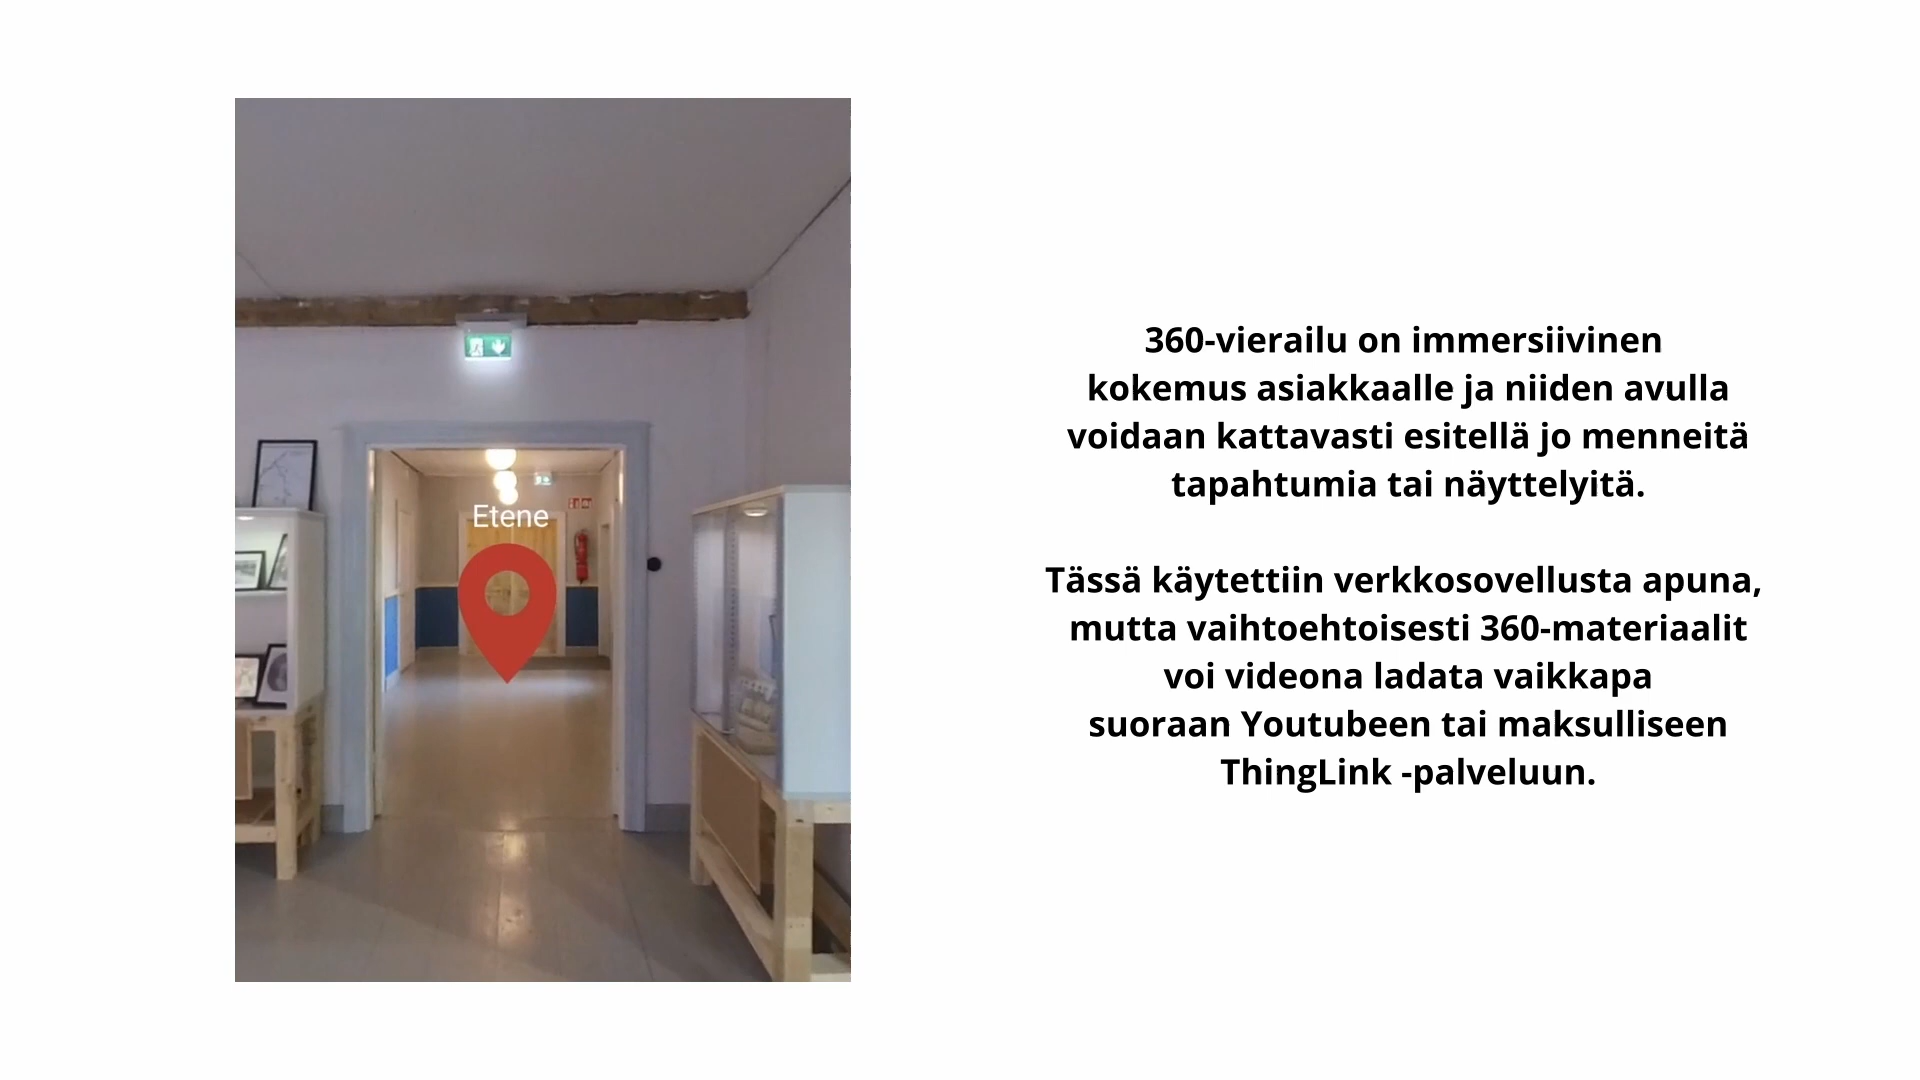 Etene
360-vierailu on immersiivinen
kokemus asiakkaalle ja niiden avulla
voidaan kattavasti esitellä jo menneitä
tapahtumia tai näyttelyitä.
Tässä käytettiin verkkosovellusta apuna,
mutta vaihtoehtoisesti 360-materiaalit
voi videona ladata vaikkapa
suoraan Youtubeen tai maksulliseen
ThingLink -palveluun.